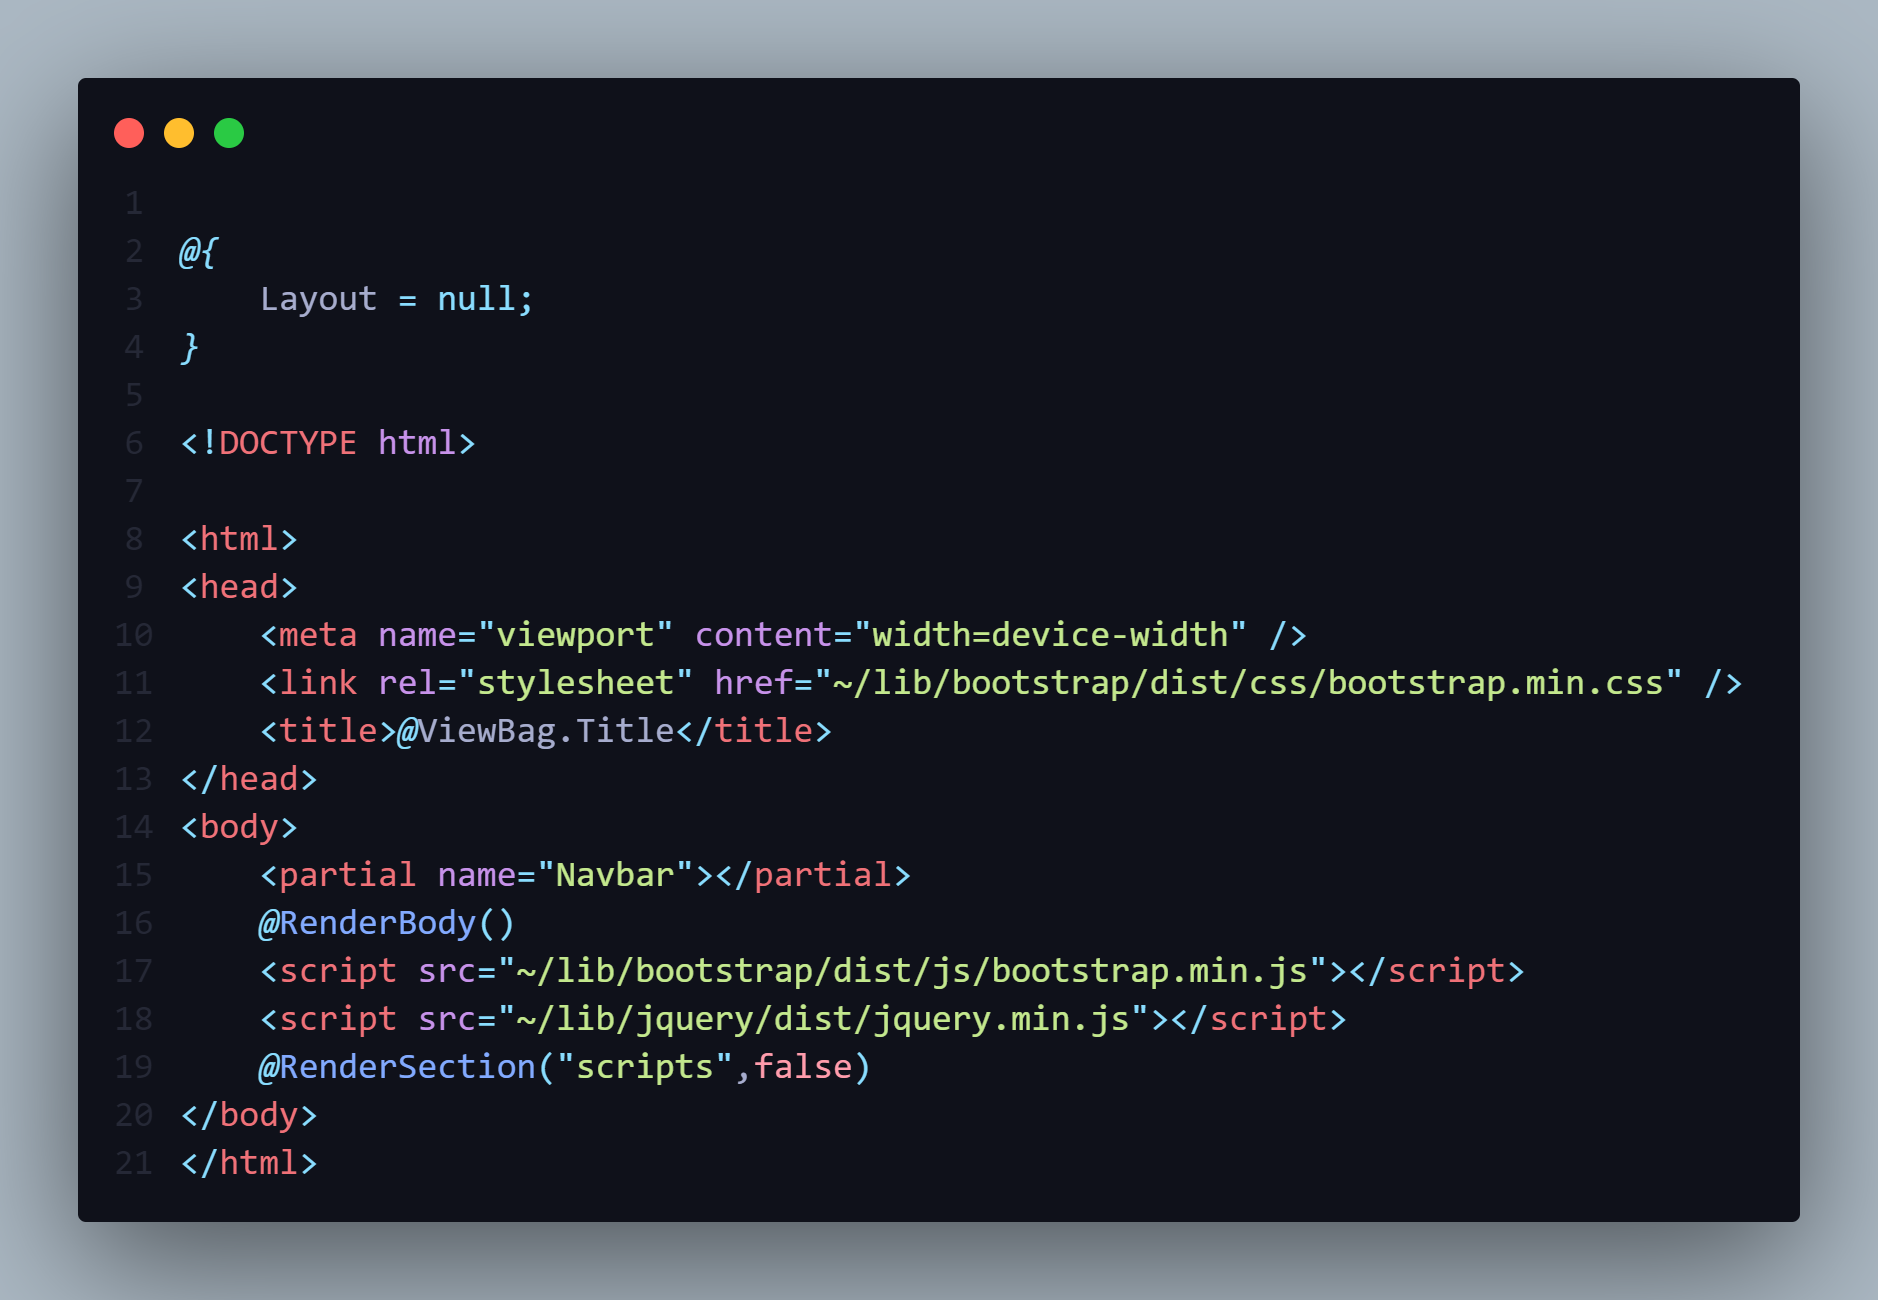 1
2 @{
3     Layout = null;
4 }
5
6 <!DOCTYPE html>
7
8 <html>
9 <head>
10     <meta name="viewport" content="width=device-width" />
11     <link rel="stylesheet" href="~/lib/bootstrap/dist/css/bootstrap.min.css" />
12     <title>@ViewBag.Title</title>
13 </head>
14 <body>
15     <partial name="Navbar"></partial>
16     @RenderBody()
17     <script src="~/lib/bootstrap/dist/js/bootstrap.min.js"></script>
18     <script src="~/lib/jquery/dist/jquery.min.js"></script>
19     @RenderSection("scripts",false)
20 </body>
21 </html>